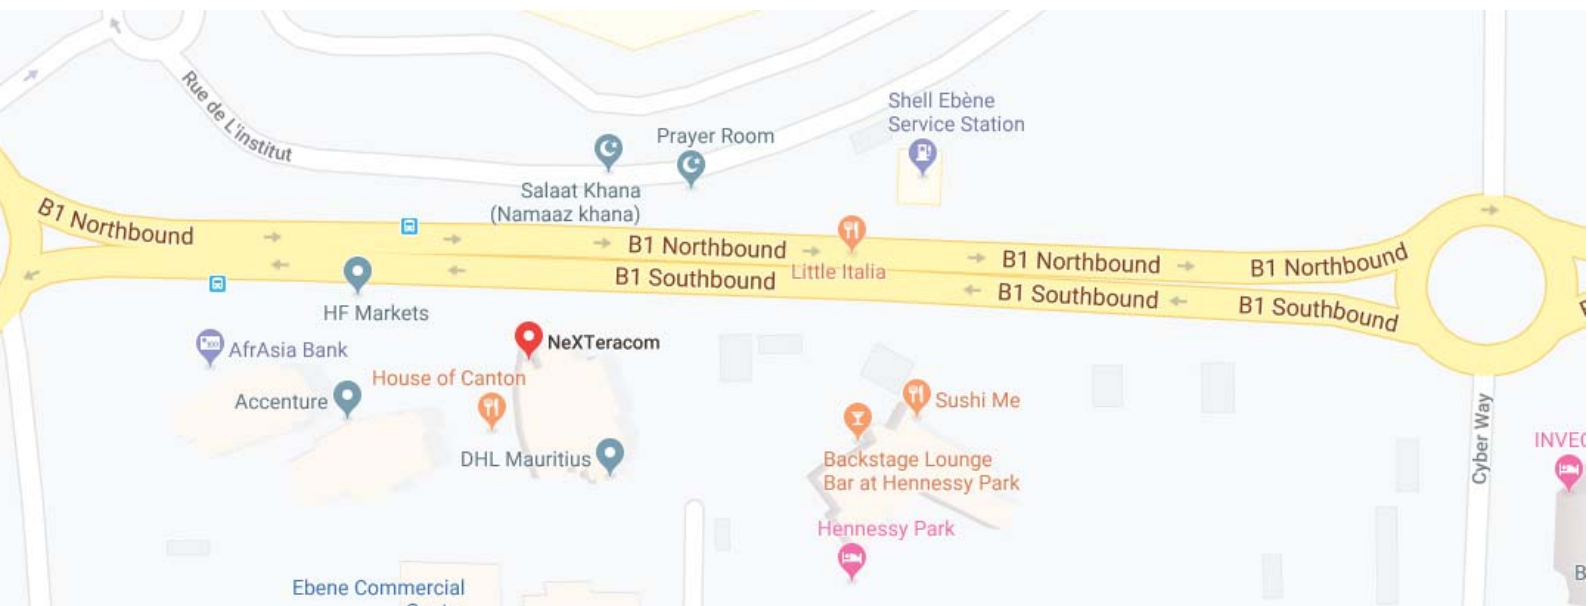 Rue de L'institut
Shell Ebène
Service Station
Prayer Room
Salaat Khana
(Namaaz khana)
B1 Northbound
B1 Northbound
B1 Northbound
B1 Northbound
B1 Southbound
Little Italia
B1 Southbound
B1 Southbound
HF Markets
AfrAsia Bank
NeXTeracom
House of Canton
Accenture
Sushi Me
DHL Mauritius
Backstage Lounge
Bar at Hennessy Park
Cyber Way
Hennessy Park
Ebene Commercial